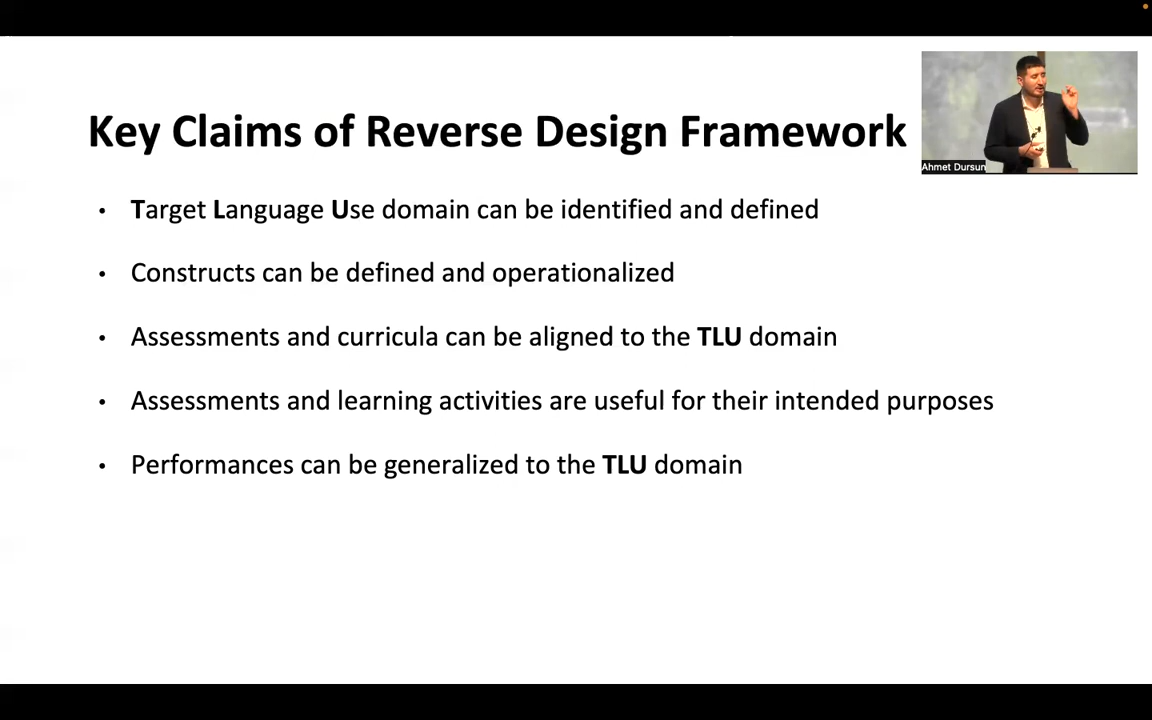 Key Claims of Reverse Design Framework
Ahmet Dursun
• Target Language Use domain can be identified and defined
• Constructs can be defined and operationalized
• Assessments and curricula can be aligned to the TLU domain
• Assessments and learning activities are useful for their intended purposes
• Performances can be generalized to the TLU domain